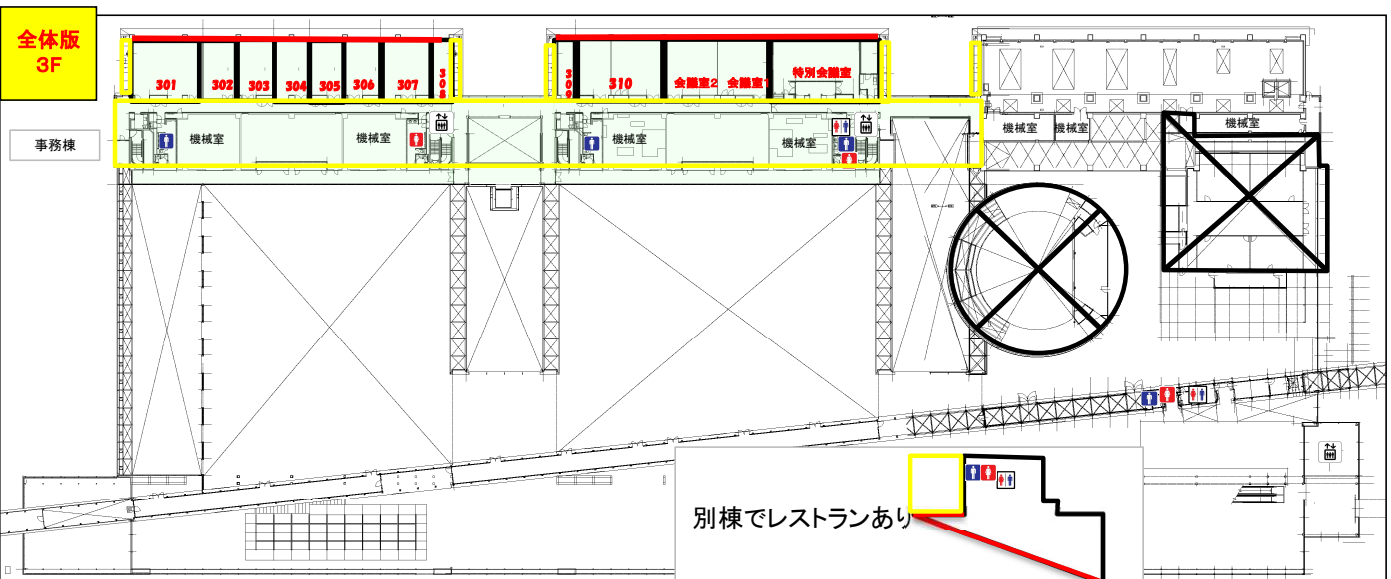 全体版
3F
301
302
303
304
305
306
307
308
309
310
会議室2
会議室1
特別会議室
事務棟
機械室
機械室
機械室
機械室
機械室
機械室
機械室
別棟でレストランあり